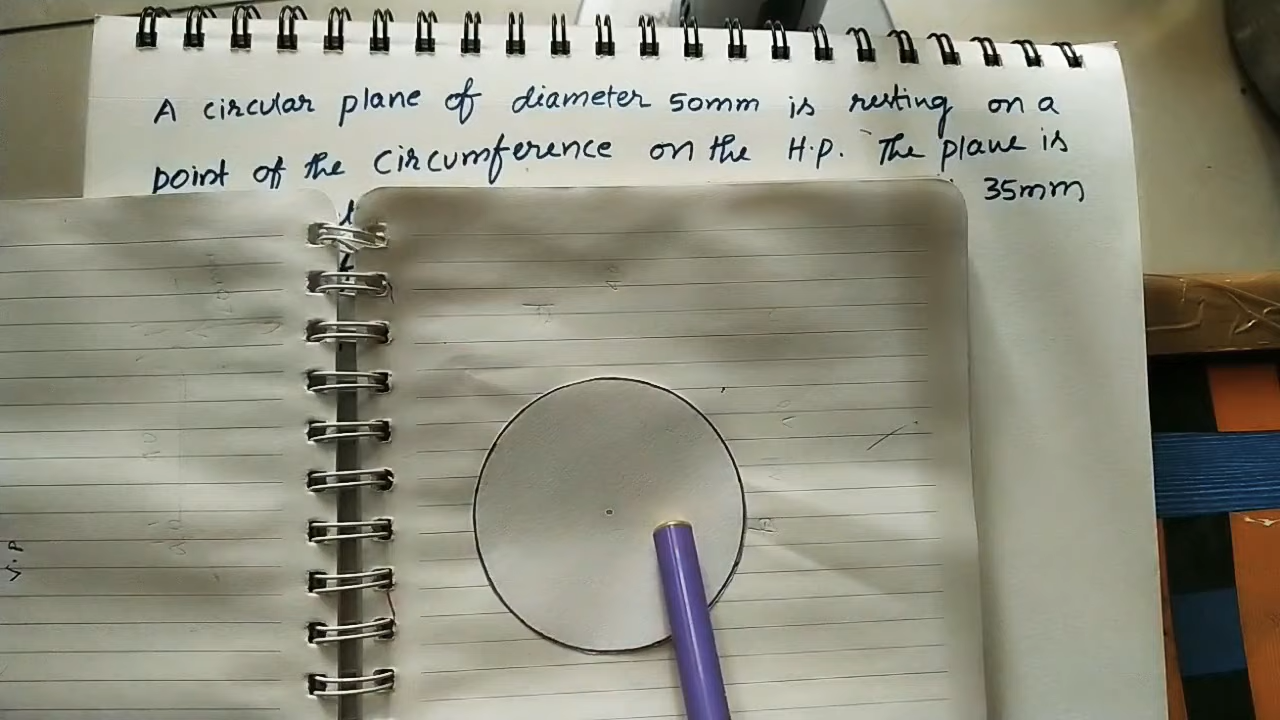 A circular plane of diameter 50mm is resting on a
point of the circumference on the H.P. The plane is
35mm
V.P